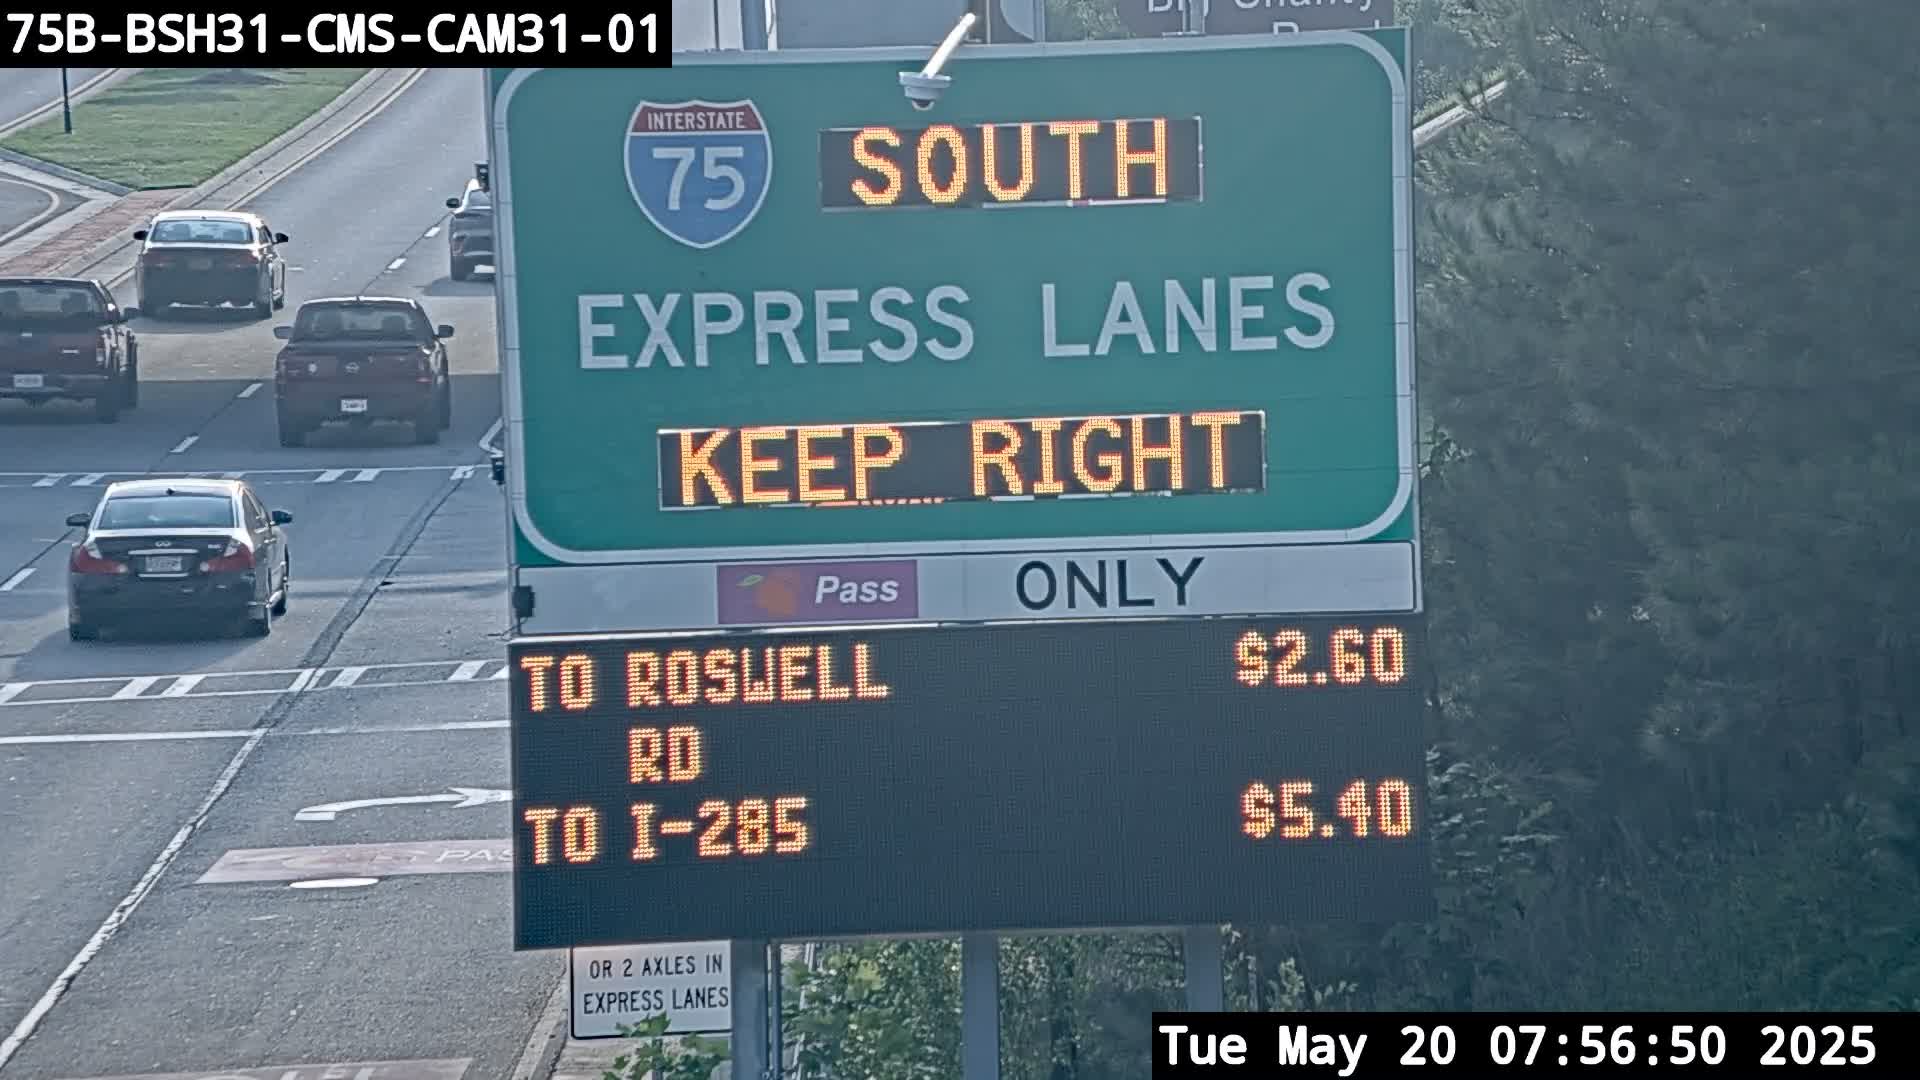 75B-BSH31-CMS-CAM31-01
INTERSTATE
75
SOUTH
EXPRESS LANES
KEEP RIGHT
Pass ONLY
TO ROSWELL $2.60
RD
TO I-285 $5.40
OR 2 AXLES IN
EXPRESS LANES
Tue May 20 07:56:50 2025